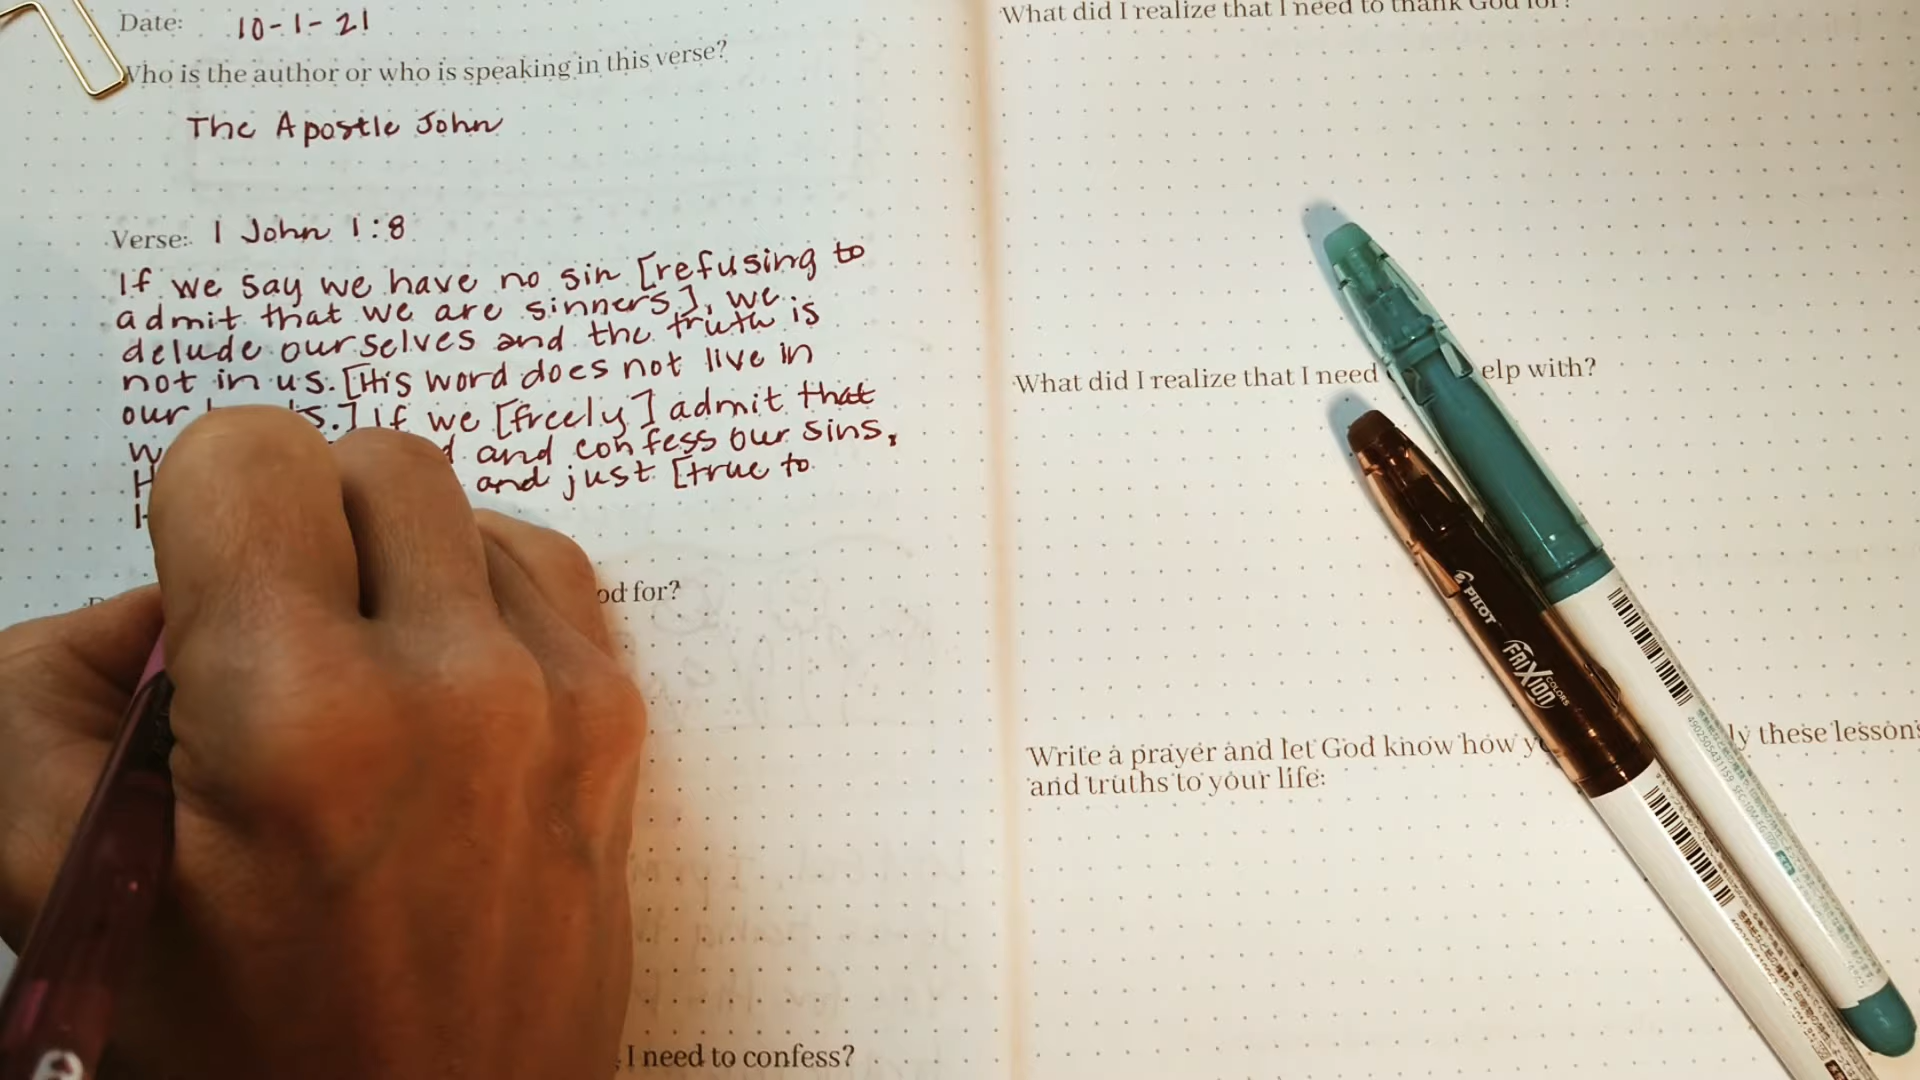 Date: 10-1-21
Who is the author or who is speaking in this verse?
The Apostle John
Verse: 1 John 1:8
If we say we have no sin [refusing to
admit that we are sinners], we
delude ourselves and the truth is
not in us. [His word does not live in
our s.] If we [freely] admit that
and confess our sins,
and just [true to
od for?
I need to confess?
What did I realize that I need to thank God for?
What did I realize that I need elp with?
Write a prayer and let God know how ly these lessons
and truths to your life:
PILOT
FRIXION
COLORS